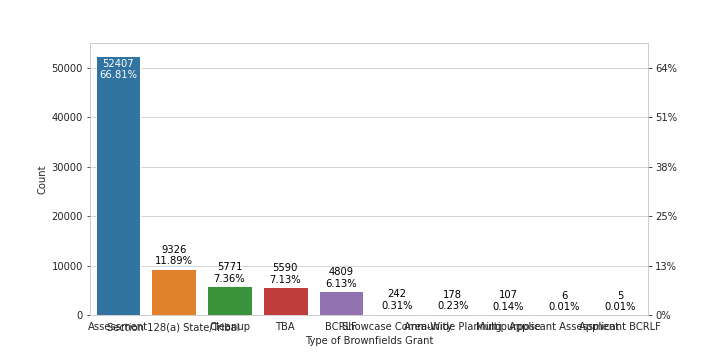 52407
66.81%
9326
11.89%
5771
7.36%
5590
7.13%
4809
6.13%
242
0.31%
178
0.23%
107
0.14%
6
0.01%
5
0.01%
50000
40000
30000
20000
10000
0
64%
51%
38%
25%
13%
0%
Count
Assessment
Section 128(a) State/Tribal
Cleanup
TBA
BCRLF
Showcase Community
Area-Wide Planning
Multipurpose
Applicant Assessment
Applicant BCRLF
Type of Brownfields Grant